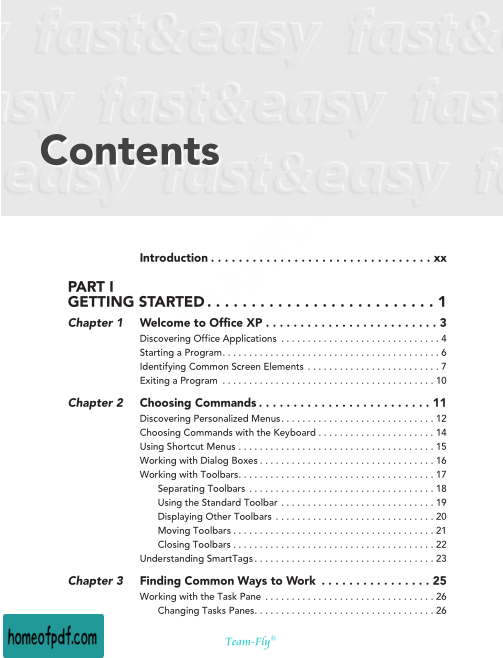 fast&easy fast&
asy fast&easy fas
&easy fast&easy fas
Contents
Introduction . . . . . . . . . . . . . . . . . . . . . . . . . . . . . . . . xx
PART I
GETTING STARTED . . . . . . . . . . . . . . . . . . . . . . . . . . 1
Chapter 1 Welcome to Office XP . . . . . . . . . . . . . . . . . . . . . . . . . 3
Discovering Office Applications . . . . . . . . . . . . . . . . . . . . . . . . . . . . . . 4
Starting a Program. . . . . . . . . . . . . . . . . . . . . . . . . . . . . . . . . . . . . . . . 6
Identifying Common Screen Elements . . . . . . . . . . . . . . . . . . . . . . . . 7
Exiting a Program . . . . . . . . . . . . . . . . . . . . . . . . . . . . . . . . . . . . . . . 10
Chapter 2 Choosing Commands . . . . . . . . . . . . . . . . . . . . . . . . . 11
Discovering Personalized Menus. . . . . . . . . . . . . . . . . . . . . . . . . . . . 12
Choosing Commands with the Keyboard . . . . . . . . . . . . . . . . . . . . . 14
Using Shortcut Menus . . . . . . . . . . . . . . . . . . . . . . . . . . . . . . . . . . . . 15
Working with Dialog Boxes . . . . . . . . . . . . . . . . . . . . . . . . . . . . . . . . 16
Working with Toolbars. . . . . . . . . . . . . . . . . . . . . . . . . . . . . . . . . . . . 17
Separating Toolbars . . . . . . . . . . . . . . . . . . . . . . . . . . . . . . . . . . 18
Using the Standard Toolbar . . . . . . . . . . . . . . . . . . . . . . . . . . . . 19
Displaying Other Toolbars . . . . . . . . . . . . . . . . . . . . . . . . . . . . . 20
Moving Toolbars . . . . . . . . . . . . . . . . . . . . . . . . . . . . . . . . . . . . . 21
Closing Toolbars . . . . . . . . . . . . . . . . . . . . . . . . . . . . . . . . . . . . . 22
Understanding SmartTags . . . . . . . . . . . . . . . . . . . . . . . . . . . . . . . . . 23
Chapter 3 Finding Common Ways to Work . . . . . . . . . . . . . . . . 25
Working with the Task Pane . . . . . . . . . . . . . . . . . . . . . . . . . . . . . . . 26
Changing Tasks Panes. . . . . . . . . . . . . . . . . . . . . . . . . . . . . . . . . 26
homeofpdf.com
Team-Fly®